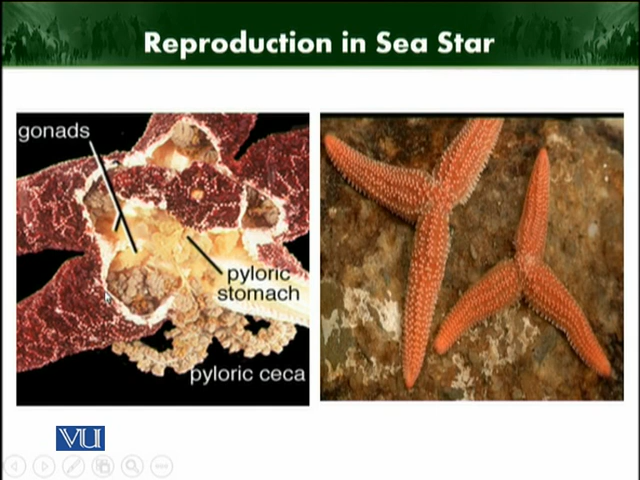 Reproduction in Sea Star
gonads
pyloric
stomach
pyloric ceca
VU